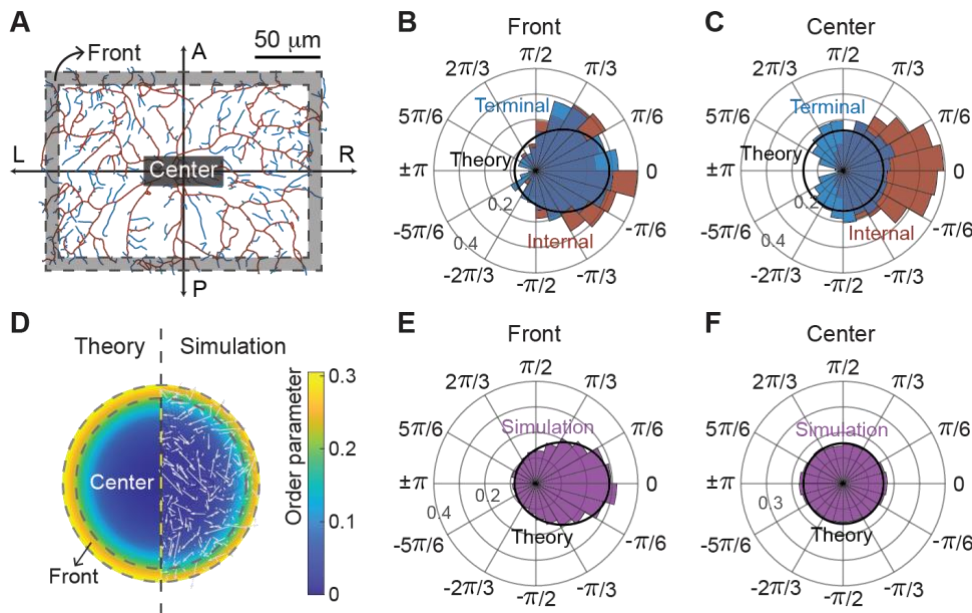 A
Front
50 μm
A
L
Center
R
P
B
Front
π/2
2π/3
π/3
5π/6
π/6
Terminal
Theory
±π
0
0.2
0.4
Internal
-5π/6
-π/6
-2π/3
-π/3
-π/2
C
Center
π/2
2π/3
π/3
5π/6
π/6
Terminal
Theory
±π
0
0.2
0.4
Internal
-5π/6
-π/6
-2π/3
-π/3
-π/2
D
Theory
Simulation
Center
Front
0.3
0.2
0.1
0
Order parameter
E
Front
π/2
2π/3
π/3
5π/6
π/6
Simulation
±π
0
0.2
0.4
Theory
-5π/6
-π/6
-2π/3
-π/3
-π/2
F
Center
π/2
2π/3
π/3
5π/6
π/6
Simulation
±π
0
0.3
Theory
-5π/6
-π/6
-2π/3
-π/3
-π/2